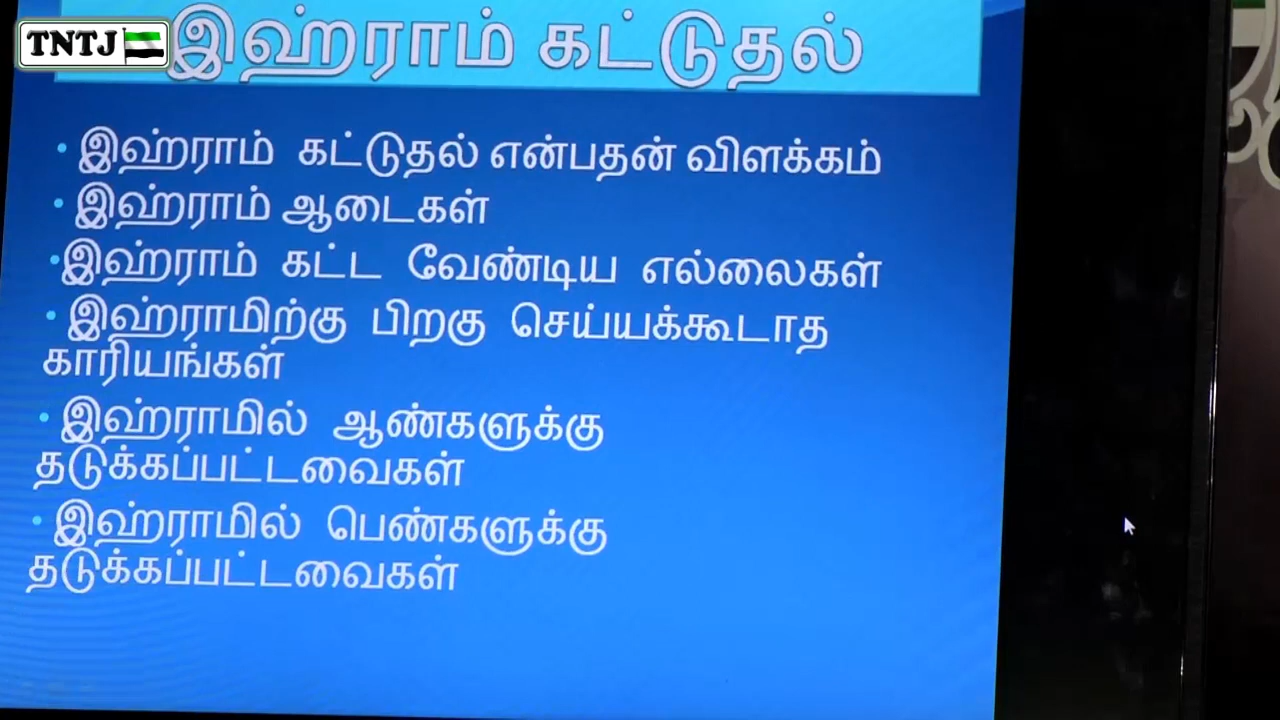 TNTJ
இஹ்ராம் கட்டுதல்
• இஹ்ராம் கட்டுதல் என்பதன் விளக்கம்
• இஹ்ராம் ஆடைகள்
• இஹ்ராம் கட்ட வேண்டிய எல்லைகள்
• இஹ்ராமிற்கு பிறகு செய்யக்கூடாத
காரியங்கள்
• இஹ்ராமில் ஆண்களுக்கு
தடுக்கப்பட்டவைகள்
• இஹ்ராமில் பெண்களுக்கு
தடுக்கப்பட்டவைகள்